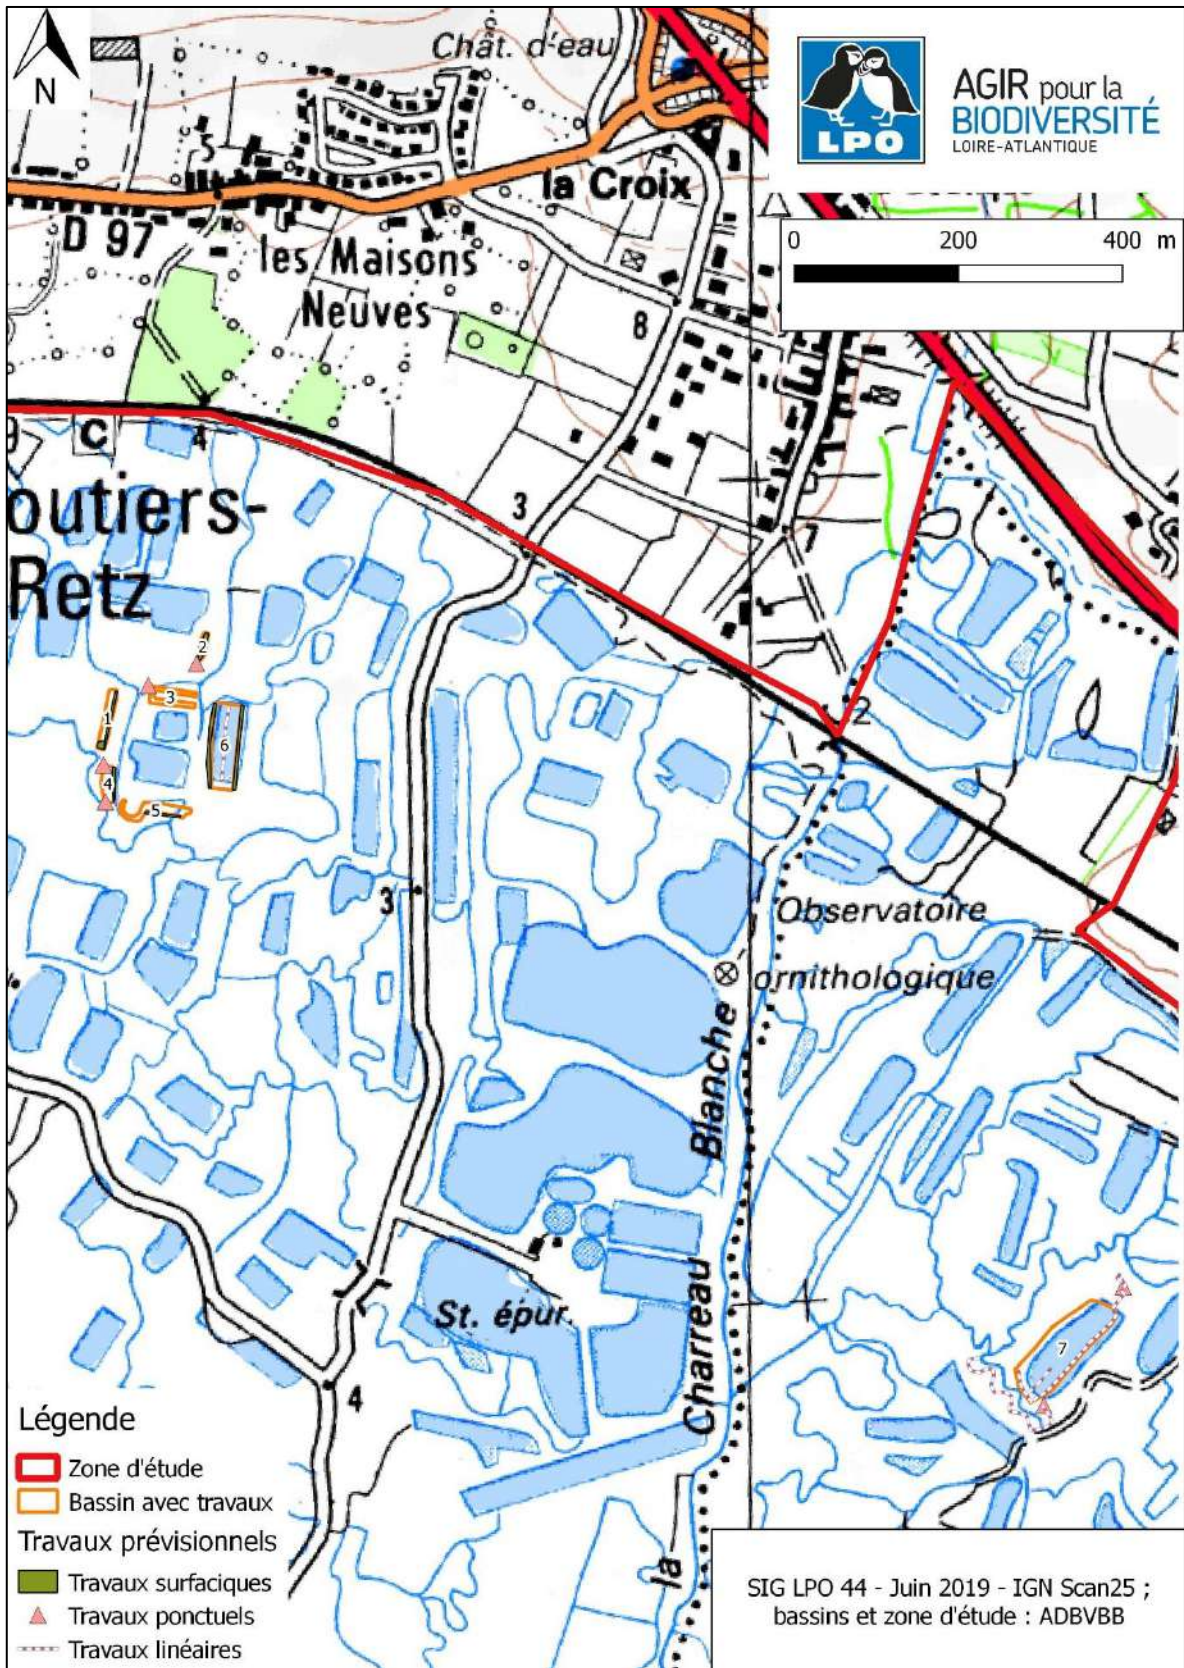 N
Chât. d'eau
LPO
AGIR pour la
BIODIVERSITÉ
LOIRE-ATLANTIQUE
5
la Croix
D 97
les Maisons
Neuves
0 200 400 m
8
C
4
3
outiers-
Retz
2
2
3
1
6
4
5
3
Observatoire
ornithologique
la Charreau Blanche
St. épur.
7
4
Légende
Zone d'étude
Bassin avec travaux
Travaux prévisionnels
Travaux surfaciques
Travaux ponctuels
Travaux linéaires
SIG LPO 44 - Juin 2019 - IGN Scan25 ;
bassins et zone d'étude : ADBVBB